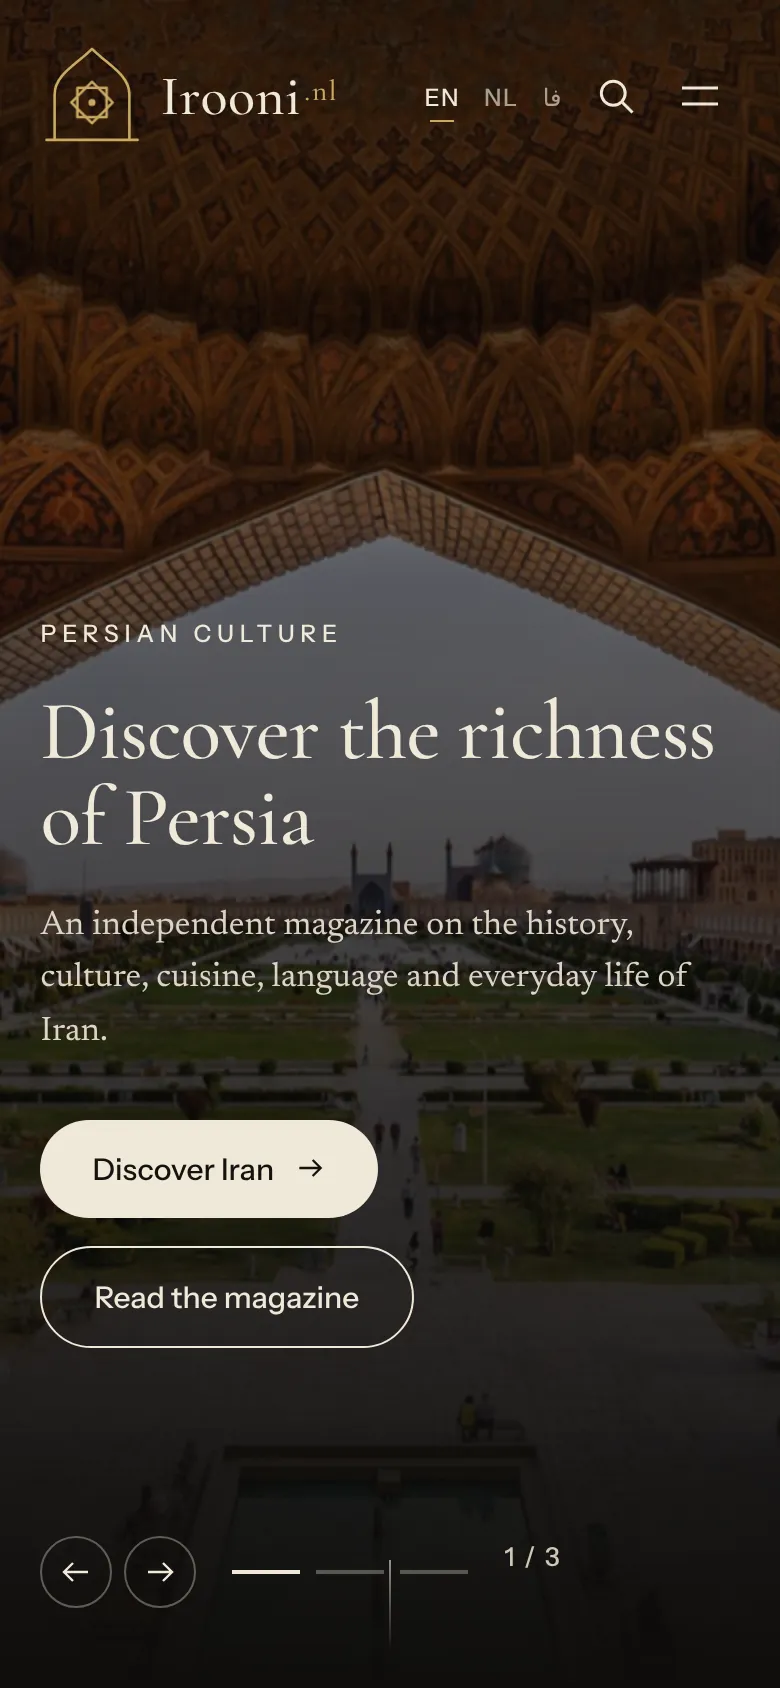 Irooni.nl
EN NL فا
PERSIAN CULTURE
Discover the richness
of Persia
An independent magazine on the history,
culture, cuisine, language and everyday life of
Iran.
Discover Iran →
Read the magazine
← → 1 / 3